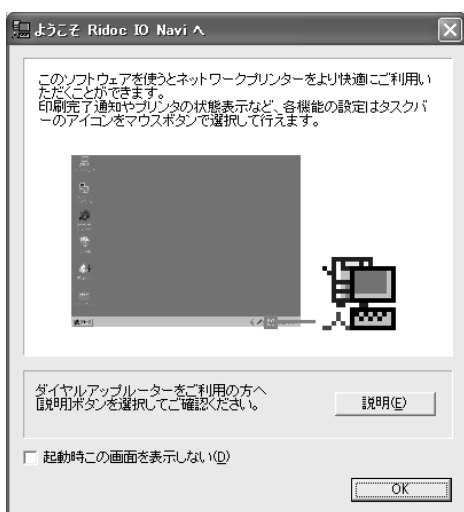 ようこそ Ridoc IO Navi へ
このソフトウェアを使うとネットワークプリンターをより快適にご利用い
ただくことができます。
印刷完了通知やプリンタの状態表示など、各機能の設定はタスクバ
ーのアイコンをマウスボタンで選択して行えます。
ダイヤルアップルーターをご利用の方へ
[説明]ボタンを選択してご確認ください。
説明(E)
起動時この画面を表示しない(D)
OK